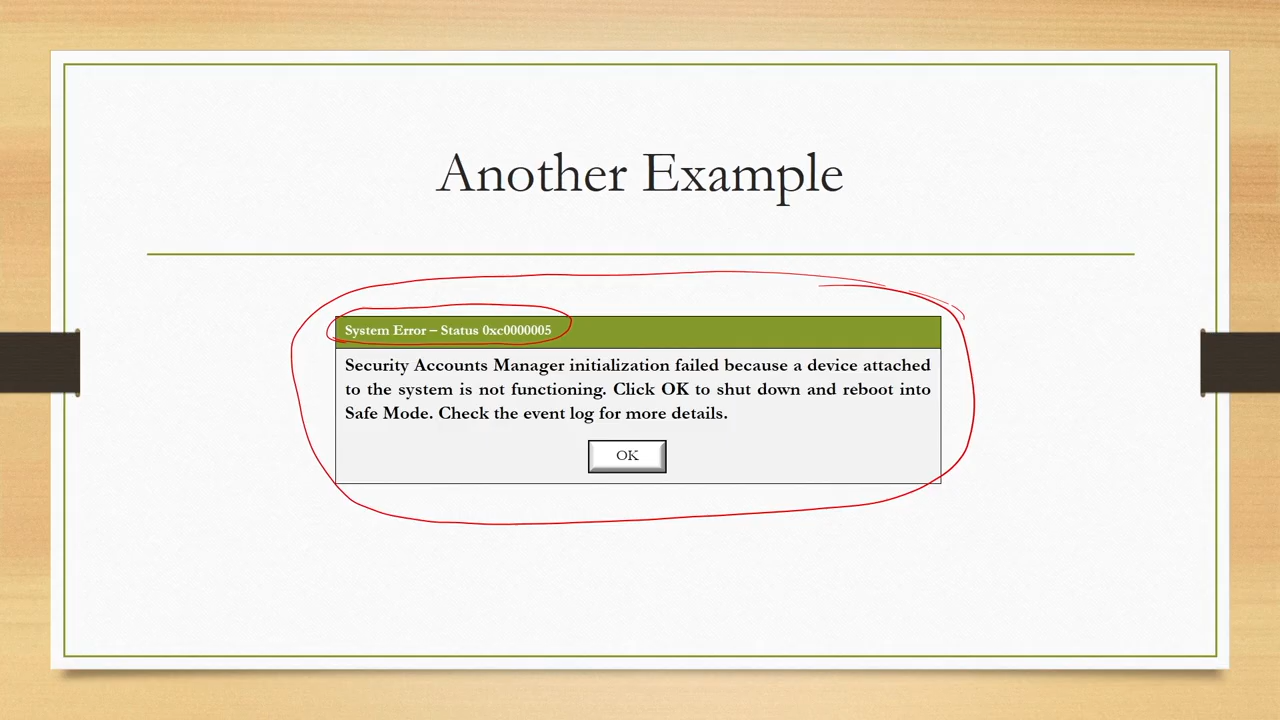 Another Example
System Error – Status 0xc0000005
Security Accounts Manager initialization failed because a device attached
to the system is not functioning. Click OK to shut down and reboot into
Safe Mode. Check the event log for more details.
OK